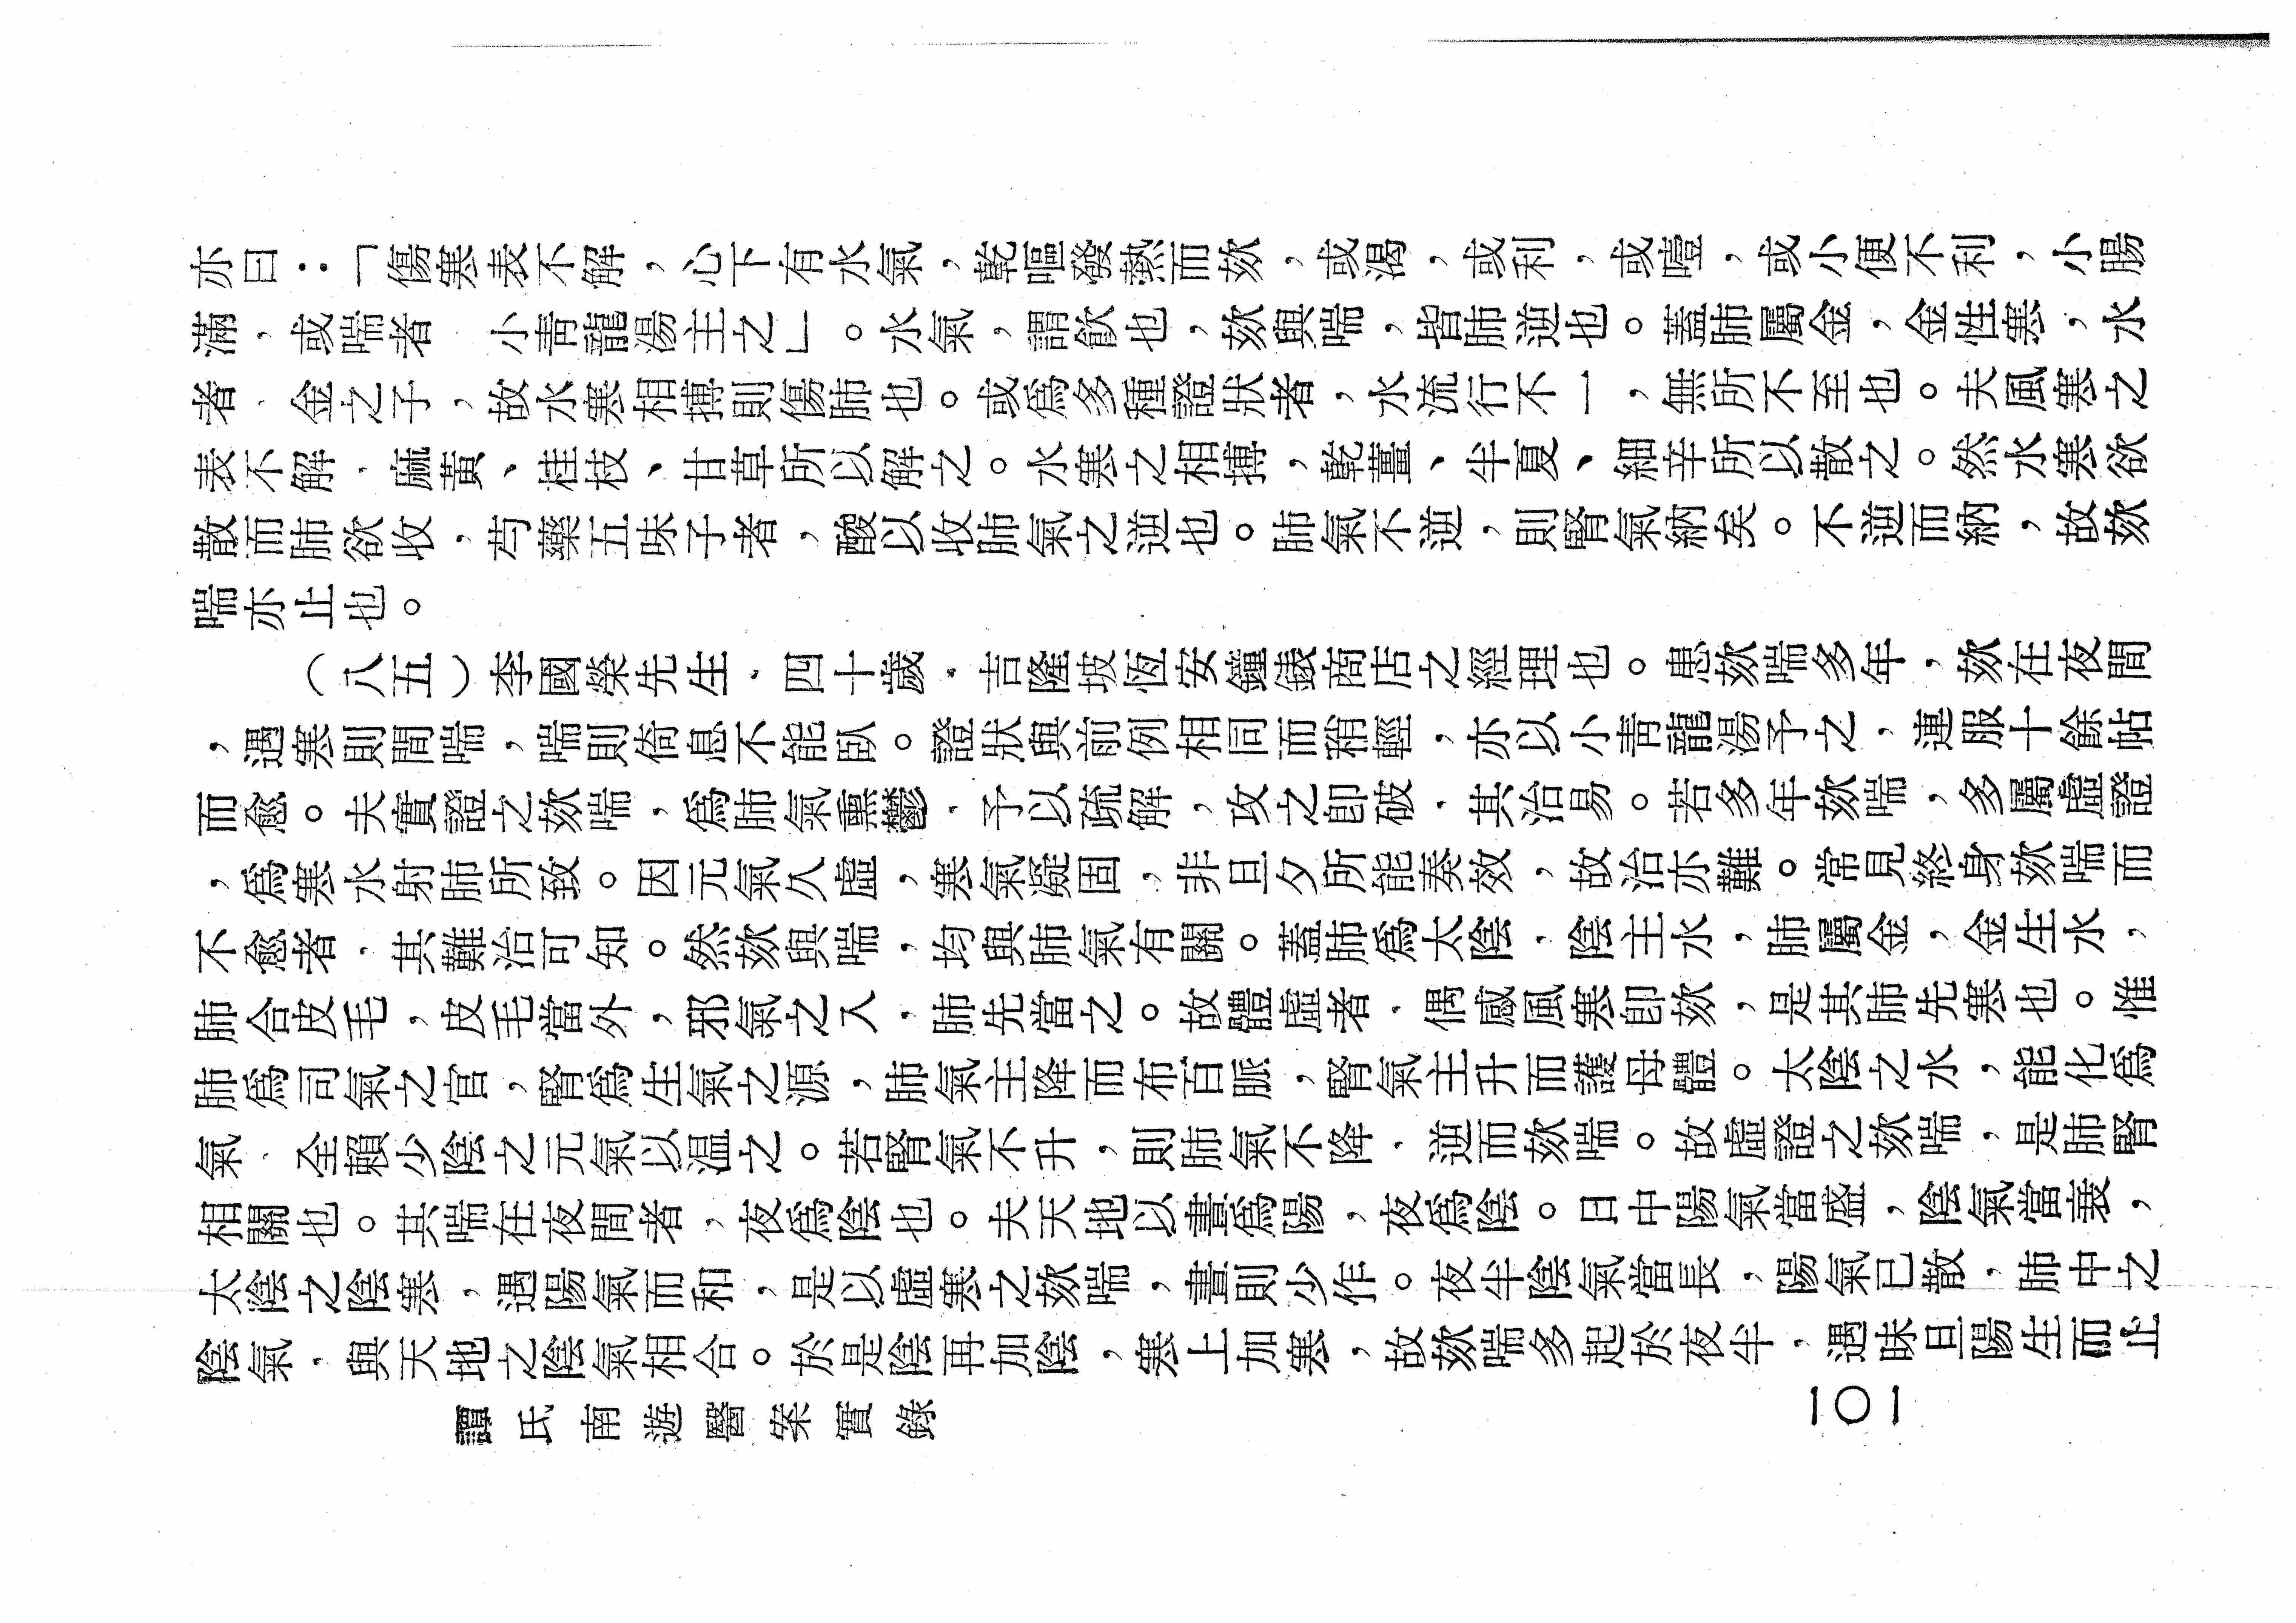 亦曰：「傷寒表不解，心下有水氣，乾嘔發熱而欬，或渴，或利，或噎，或小便不利，小腸
滿，或喘者、小靑龍湯主之」。水氣，謂飮也，欬與喘，皆肺逆也。蓋肺屬金，金性寒，水
者、金之子，故水寒相搏則傷肺也。或爲多種證狀者，水流行不一，無所不至也。夫風寒之
表不解、麻黃、桂枝、甘草所以解之。水寒之相搏，乾薑、半夏、細辛所以散之。然水寒欲
散而肺欲收，芍藥五味子者，酸以收肺氣之逆也。肺氣不逆，則腎氣納矣。不逆而納，故欬
喘亦止也。
（八五）李國榮先生．四十歲．吉隆坡恆安鐘錶商店之經理也。患欬喘多年，欬在夜間
，遇寒則間喘，喘則倚息不能臥。證狀與前例相同而稍輕，亦以小靑龍湯予之，連服十餘帖
而愈。夫實證之欬喘，爲肺氣熏鬱、予以疏解，攻之卽破、其治易。若多年欬喘，多屬虛證
，爲寒水射肺所致。因元氣久虛，寒氣凝固，非旦夕所能奏效，故治亦難。常見終身欬喘而
不愈者、其難治可知。然欬與喘，均與肺氣有關。蓋肺爲太陰，陰主水，肺屬金，金生水，
肺合皮毛，皮毛當外，邪氣之入，肺先當之。故體虛者、偶感風寒卽欬，是其肺先寒也。惟
肺爲司氣之官，腎爲生氣之源，肺氣主降而布百脈，腎氣主升而護母體。太陰之水，能化爲
氣、全賴少陰之元氣以溫之。若腎氣不升，則肺氣不降、逆而欬喘。故虛證之欬喘，是肺腎
相關也。其喘在夜間者，夜爲陰也。夫天地以晝爲陽，夜爲陰。日中陽氣當盛，陰氣當衰，
太陰之陰寒，遇陽氣而和，是以虛寒之欬喘，晝則少作。夜半陰氣當長，陽氣已散，肺中之
陰氣，與天地之陰氣相合。於是陰再加陰，寒上加寒，故欬喘多起於夜半，遇昧旦陽生而止
譚氏南遊醫案實錄
一〇一